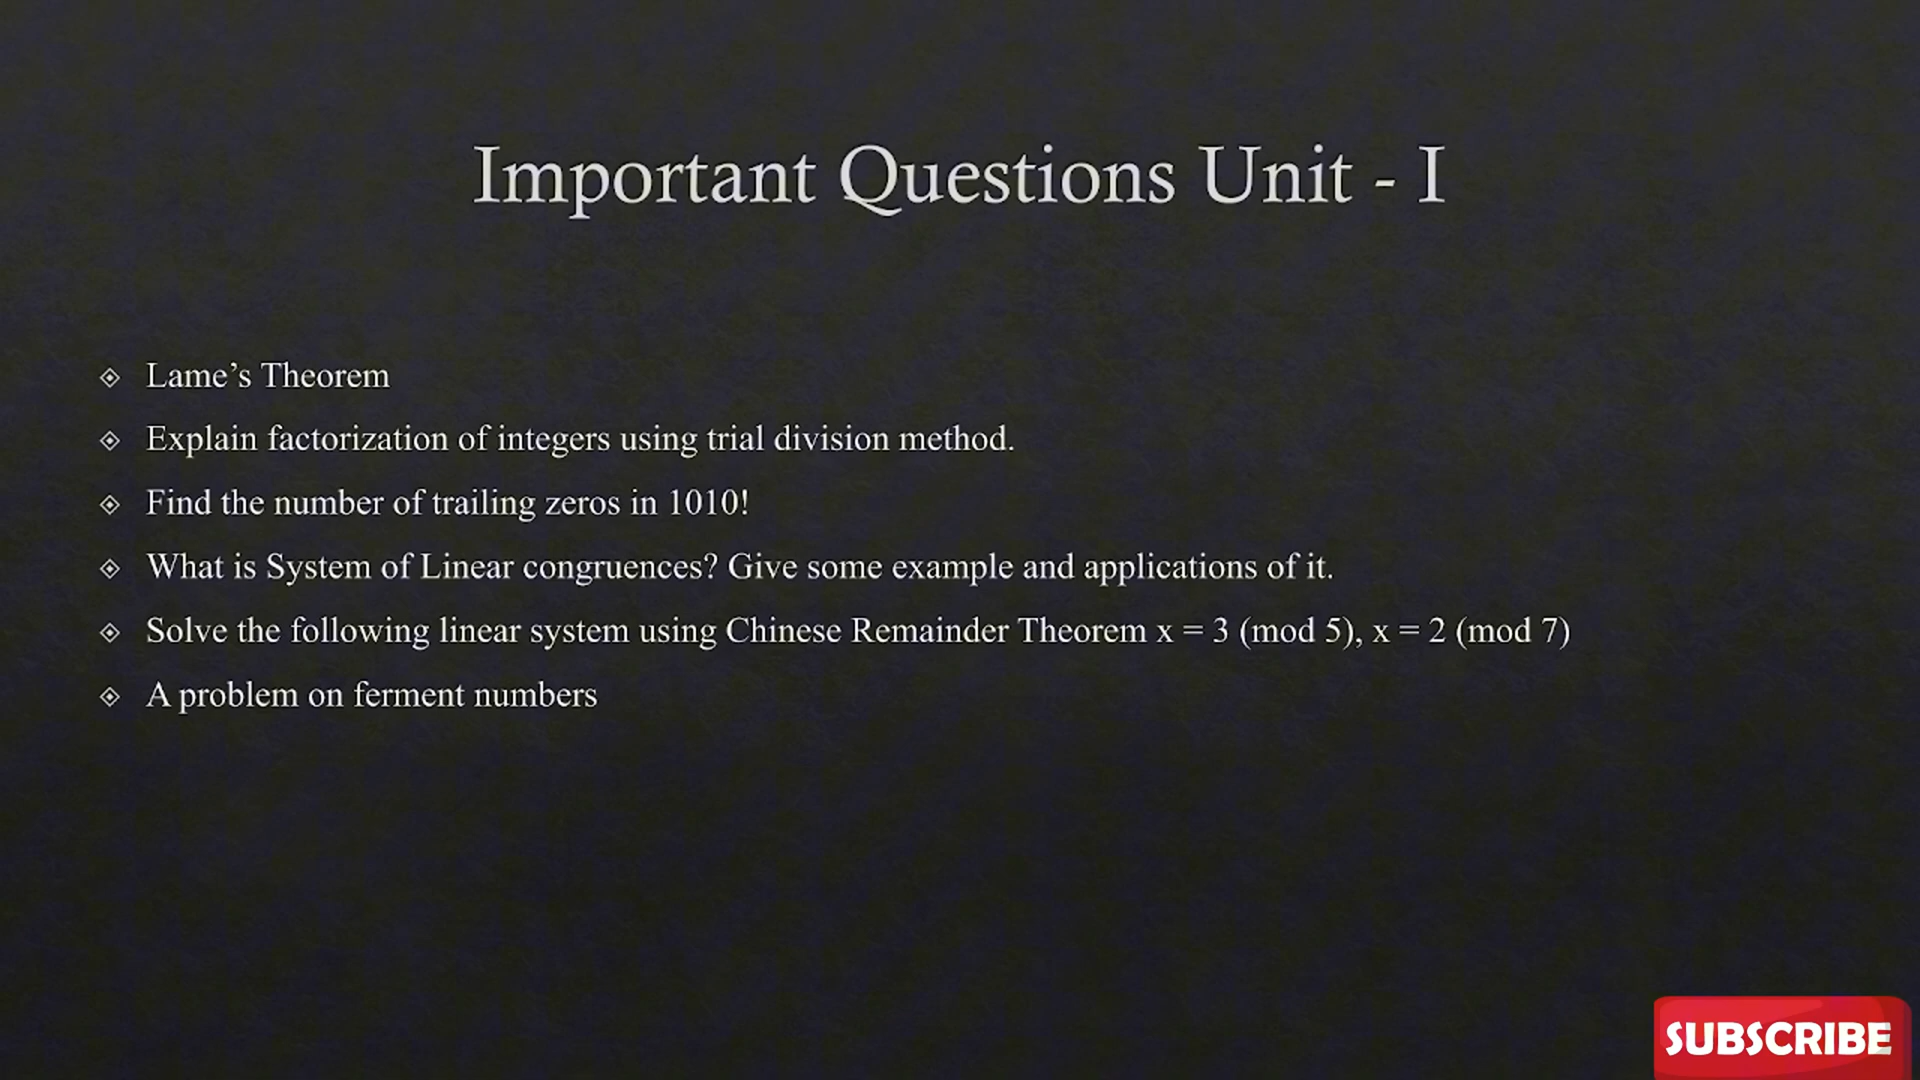 Important Questions Unit - I
Lame’s Theorem
Explain factorization of integers using trial division method.
Find the number of trailing zeros in 1010!
What is System of Linear congruences? Give some example and applications of it.
Solve the following linear system using Chinese Remainder Theorem x = 3 (mod 5), x = 2 (mod 7)
A problem on ferment numbers
SUBSCRIBE